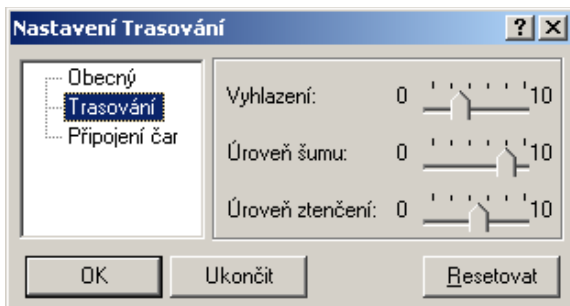 Nastavení Trasování
Obecný
Trasování
Připojení čar
Vyhlazení: 0 10
Úroveň šumu: 0 10
Úroveň ztenčení: 0 10
OK Ukončit Resetovat